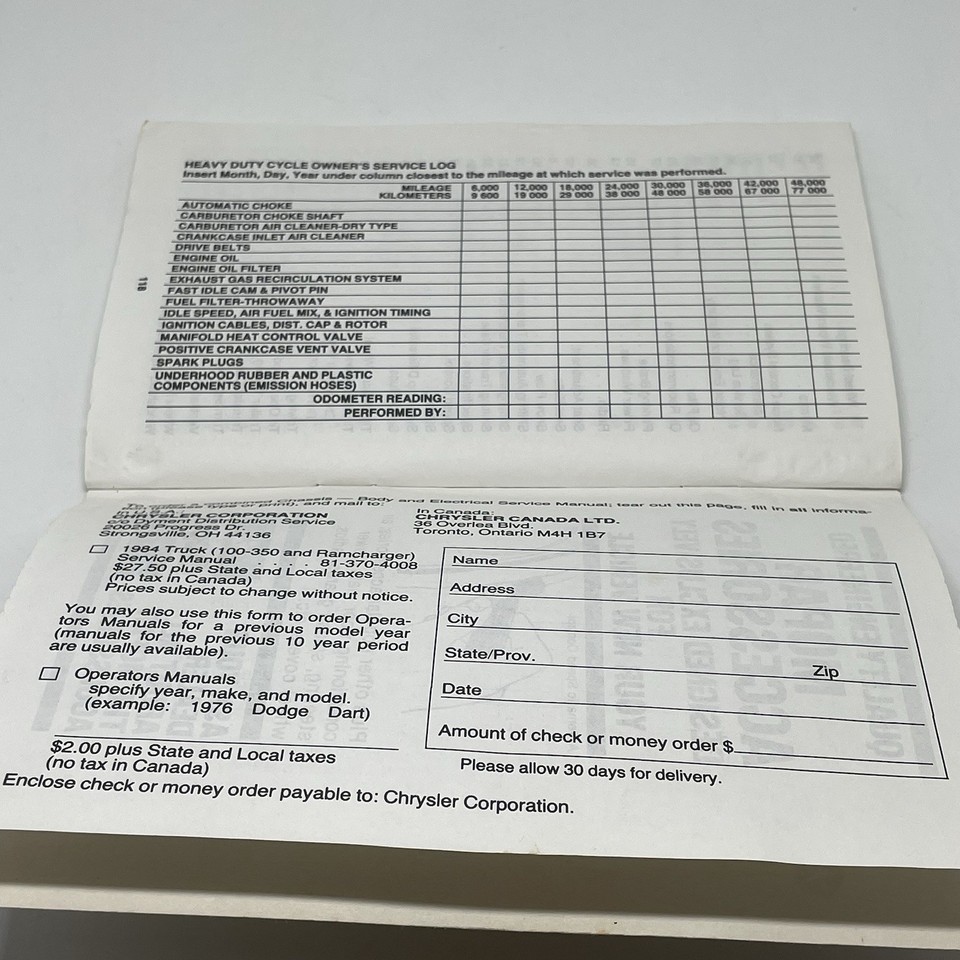 HEAVY DUTY CYCLE OWNER'S SERVICE LOG
Insert Month, Day, Year under column closest to the mileage at which service was performed.
MILEAGE 6,000 12,000 18,000 24,000 30,000 36,000 42,000 48,000
KILOMETERS 9 600 19 000 29 000 38 000 48 000 58 000 67 000 77 000
AUTOMATIC CHOKE
CARBURETOR CHOKE SHAFT
CARBURETOR AIR CLEANER-DRY TYPE
CRANKCASE INLET AIR CLEANER
DRIVE BELTS
ENGINE OIL
ENGINE OIL FILTER
EXHAUST GAS RECIRCULATION SYSTEM
FAST IDLE CAM & PIVOT PIN
FUEL FILTER-THROWAWAY
IDLE SPEED, AIR FUEL MIX, & IGNITION TIMING
IGNITION CABLES, DIST. CAP & ROTOR
MANIFOLD HEAT CONTROL VALVE
POSITIVE CRANKCASE VENT VALVE
SPARK PLUGS
UNDERHOOD RUBBER AND PLASTIC
COMPONENTS (EMISSION HOSES)
ODOMETER READING:
PERFORMED BY:
118
combined Chassis — Body and Electrical Service Manual; tear out this page, fill in all informa-
type or print), and mail to:
CHRYSLER CORPORATION
c/o Dyment Distribution Service
20026 Progress Dr.
Strongsville, OH 44136
In Canada:
CHRYSLER CANADA LTD.
36 Overlea Blvd.
Toronto, Ontario M4H 1B7
1984 Truck (100-350 and Ramcharger)
Service Manual . . . . 81-370-4008
$27.50 plus State and Local taxes
(no tax in Canada)
Prices subject to change without notice.
You may also use this form to order Opera-
tors Manuals for a previous model year
(manuals for the previous 10 year period
are usually available).
Operators Manuals
specify year, make, and model.
(example: 1976 Dodge Dart)
$2.00 plus State and Local taxes
(no tax in Canada)
Enclose check or money order payable to: Chrysler Corporation.
Name
Address
City
State/Prov. Zip
Date
Amount of check or money order $
Please allow 30 days for delivery.